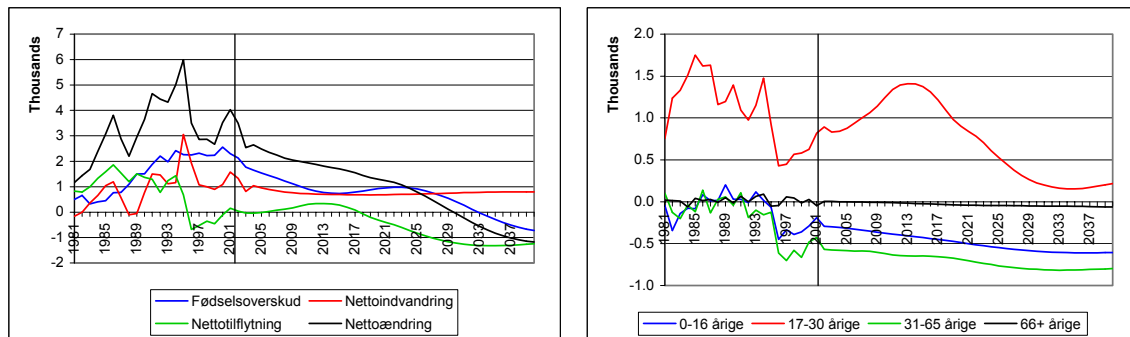 Thousands
7
6
5
4
3
2
1
0
-1
-2
1981 1985 1989 1993 1997 2001 2005 2009 2013 2017 2021 2025 2029 2033 2037
Fødselsoverskud Nettoindvandring
Nettotilflytning Nettoændring
Thousands
2.0
1.5
1.0
0.5
0.0
-0.5
-1.0
1981 1985 1989 1993 1997 2001 2005 2009 2013 2017 2021 2025 2029 2033 2037
0-16 årige 17-30 årige 31-65 årige 66+ årige